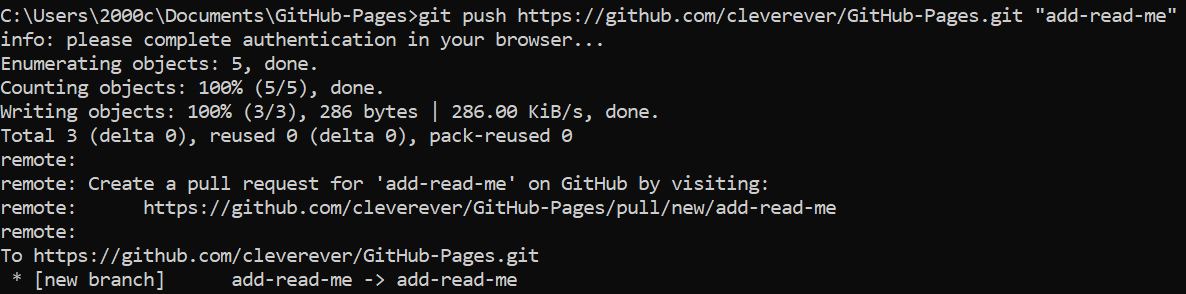 C:\Users\2000c\Documents\GitHub-Pages>git push https://github.com/cleverever/GitHub-Pages.git "add-read-me"
info: please complete authentication in your browser...
Enumerating objects: 5, done.
Counting objects: 100% (5/5), done.
Writing objects: 100% (3/3), 286 bytes | 286.00 KiB/s, done.
Total 3 (delta 0), reused 0 (delta 0), pack-reused 0
remote:
remote: Create a pull request for 'add-read-me' on GitHub by visiting:
remote:      https://github.com/cleverever/GitHub-Pages/pull/new/add-read-me
remote:
To https://github.com/cleverever/GitHub-Pages.git
 * [new branch]      add-read-me -> add-read-me